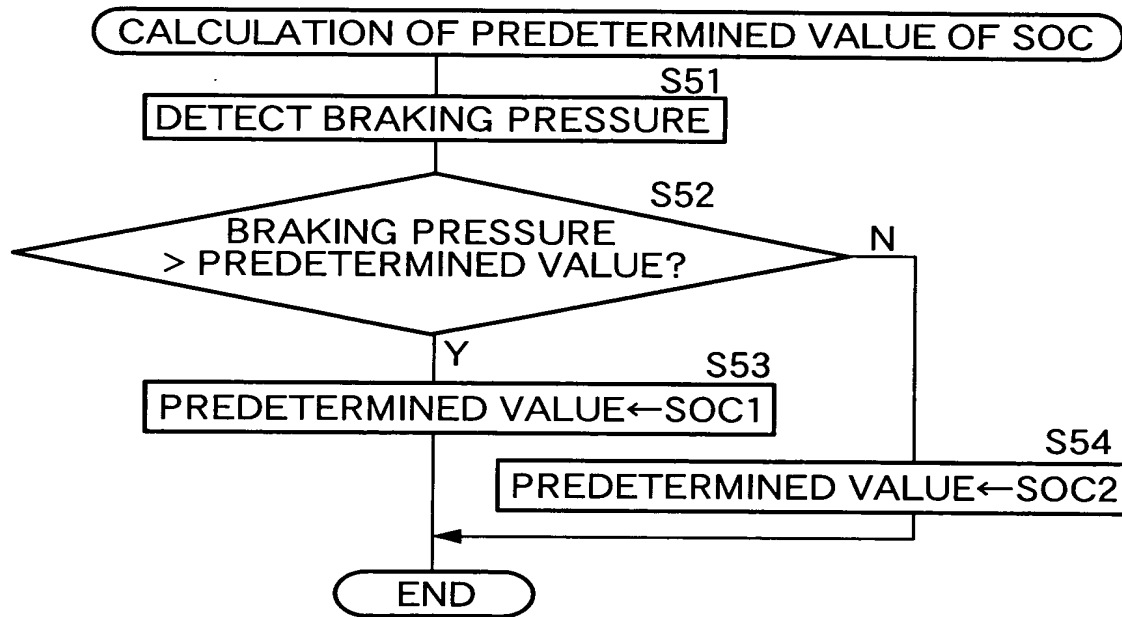 CALCULATION OF PREDETERMINED VALUE OF SOC
S51
DETECT BRAKING PRESSURE
S52
BRAKING PRESSURE
> PREDETERMINED VALUE?
N
Y
S53
PREDETERMINED VALUE←SOC1
S54
PREDETERMINED VALUE←SOC2
END